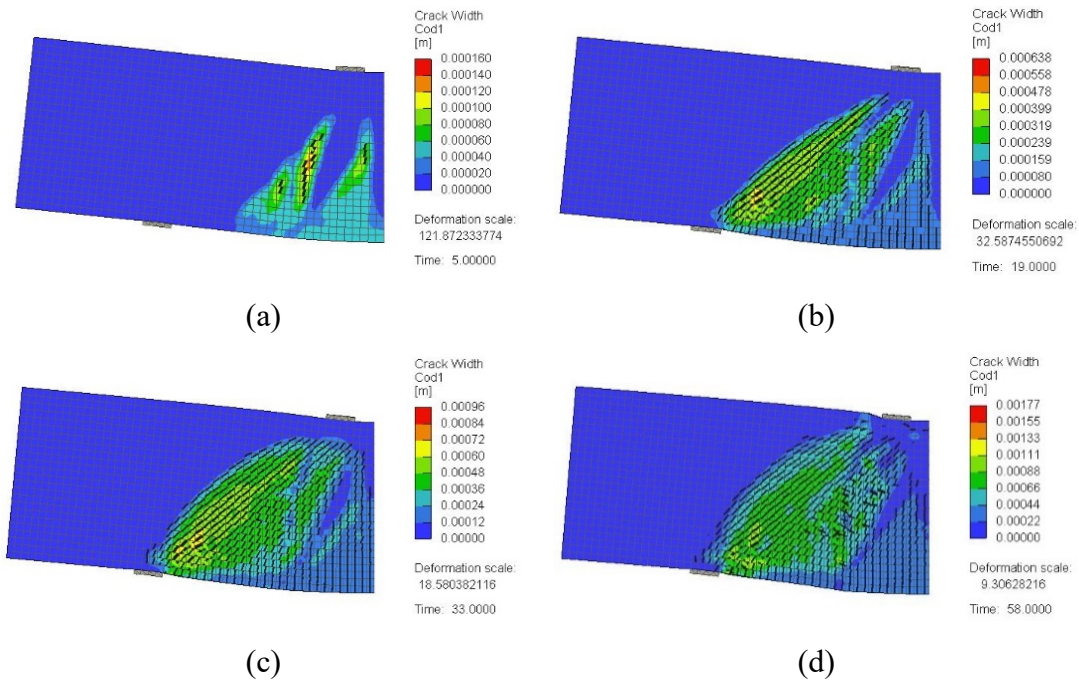 Crack Width
Cod1
[m]
0.000160
0.000140
0.000120
0.000100
0.000080
0.000060
0.000040
0.000020
0.000000
Deformation scale:
121.872333774
Time: 5.00000
(a)
Crack Width
Cod1
[m]
0.000638
0.000558
0.000478
0.000399
0.000319
0.000239
0.000159
0.000080
0.000000
Deformation scale:
32.5874550692
Time: 19.0000
(b)
Crack Width
Cod1
[m]
0.00096
0.00084
0.00072
0.00060
0.00048
0.00036
0.00024
0.00012
0.00000
Deformation scale:
18.580382116
Time: 33.0000
(c)
Crack Width
Cod1
[m]
0.00177
0.00155
0.00133
0.00111
0.00088
0.00066
0.00044
0.00022
0.00000
Deformation scale:
9.30628216
Time: 58.0000
(d)